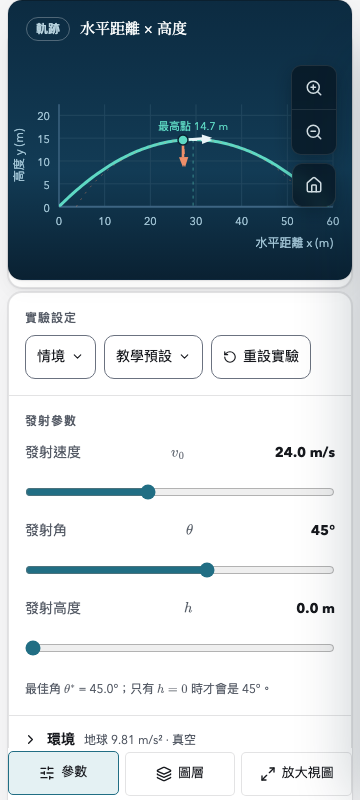 軌跡 水平距離 × 高度
最高點 14.7 m
高度 y (m)
20
15
10
5
0
0 10 20 30 40 50 60
水平距離 x (m)
實驗設定
情境 教學預設 重設實驗
發射參數
發射速度 v₀ 24.0 m/s
發射角 θ 45°
發射高度 h 0.0 m
最佳角 θ* = 45.0°；只有 h = 0 時才會是 45°。
環境 地球 9.81 m/s² · 真空
參數 圖層 放大視圖